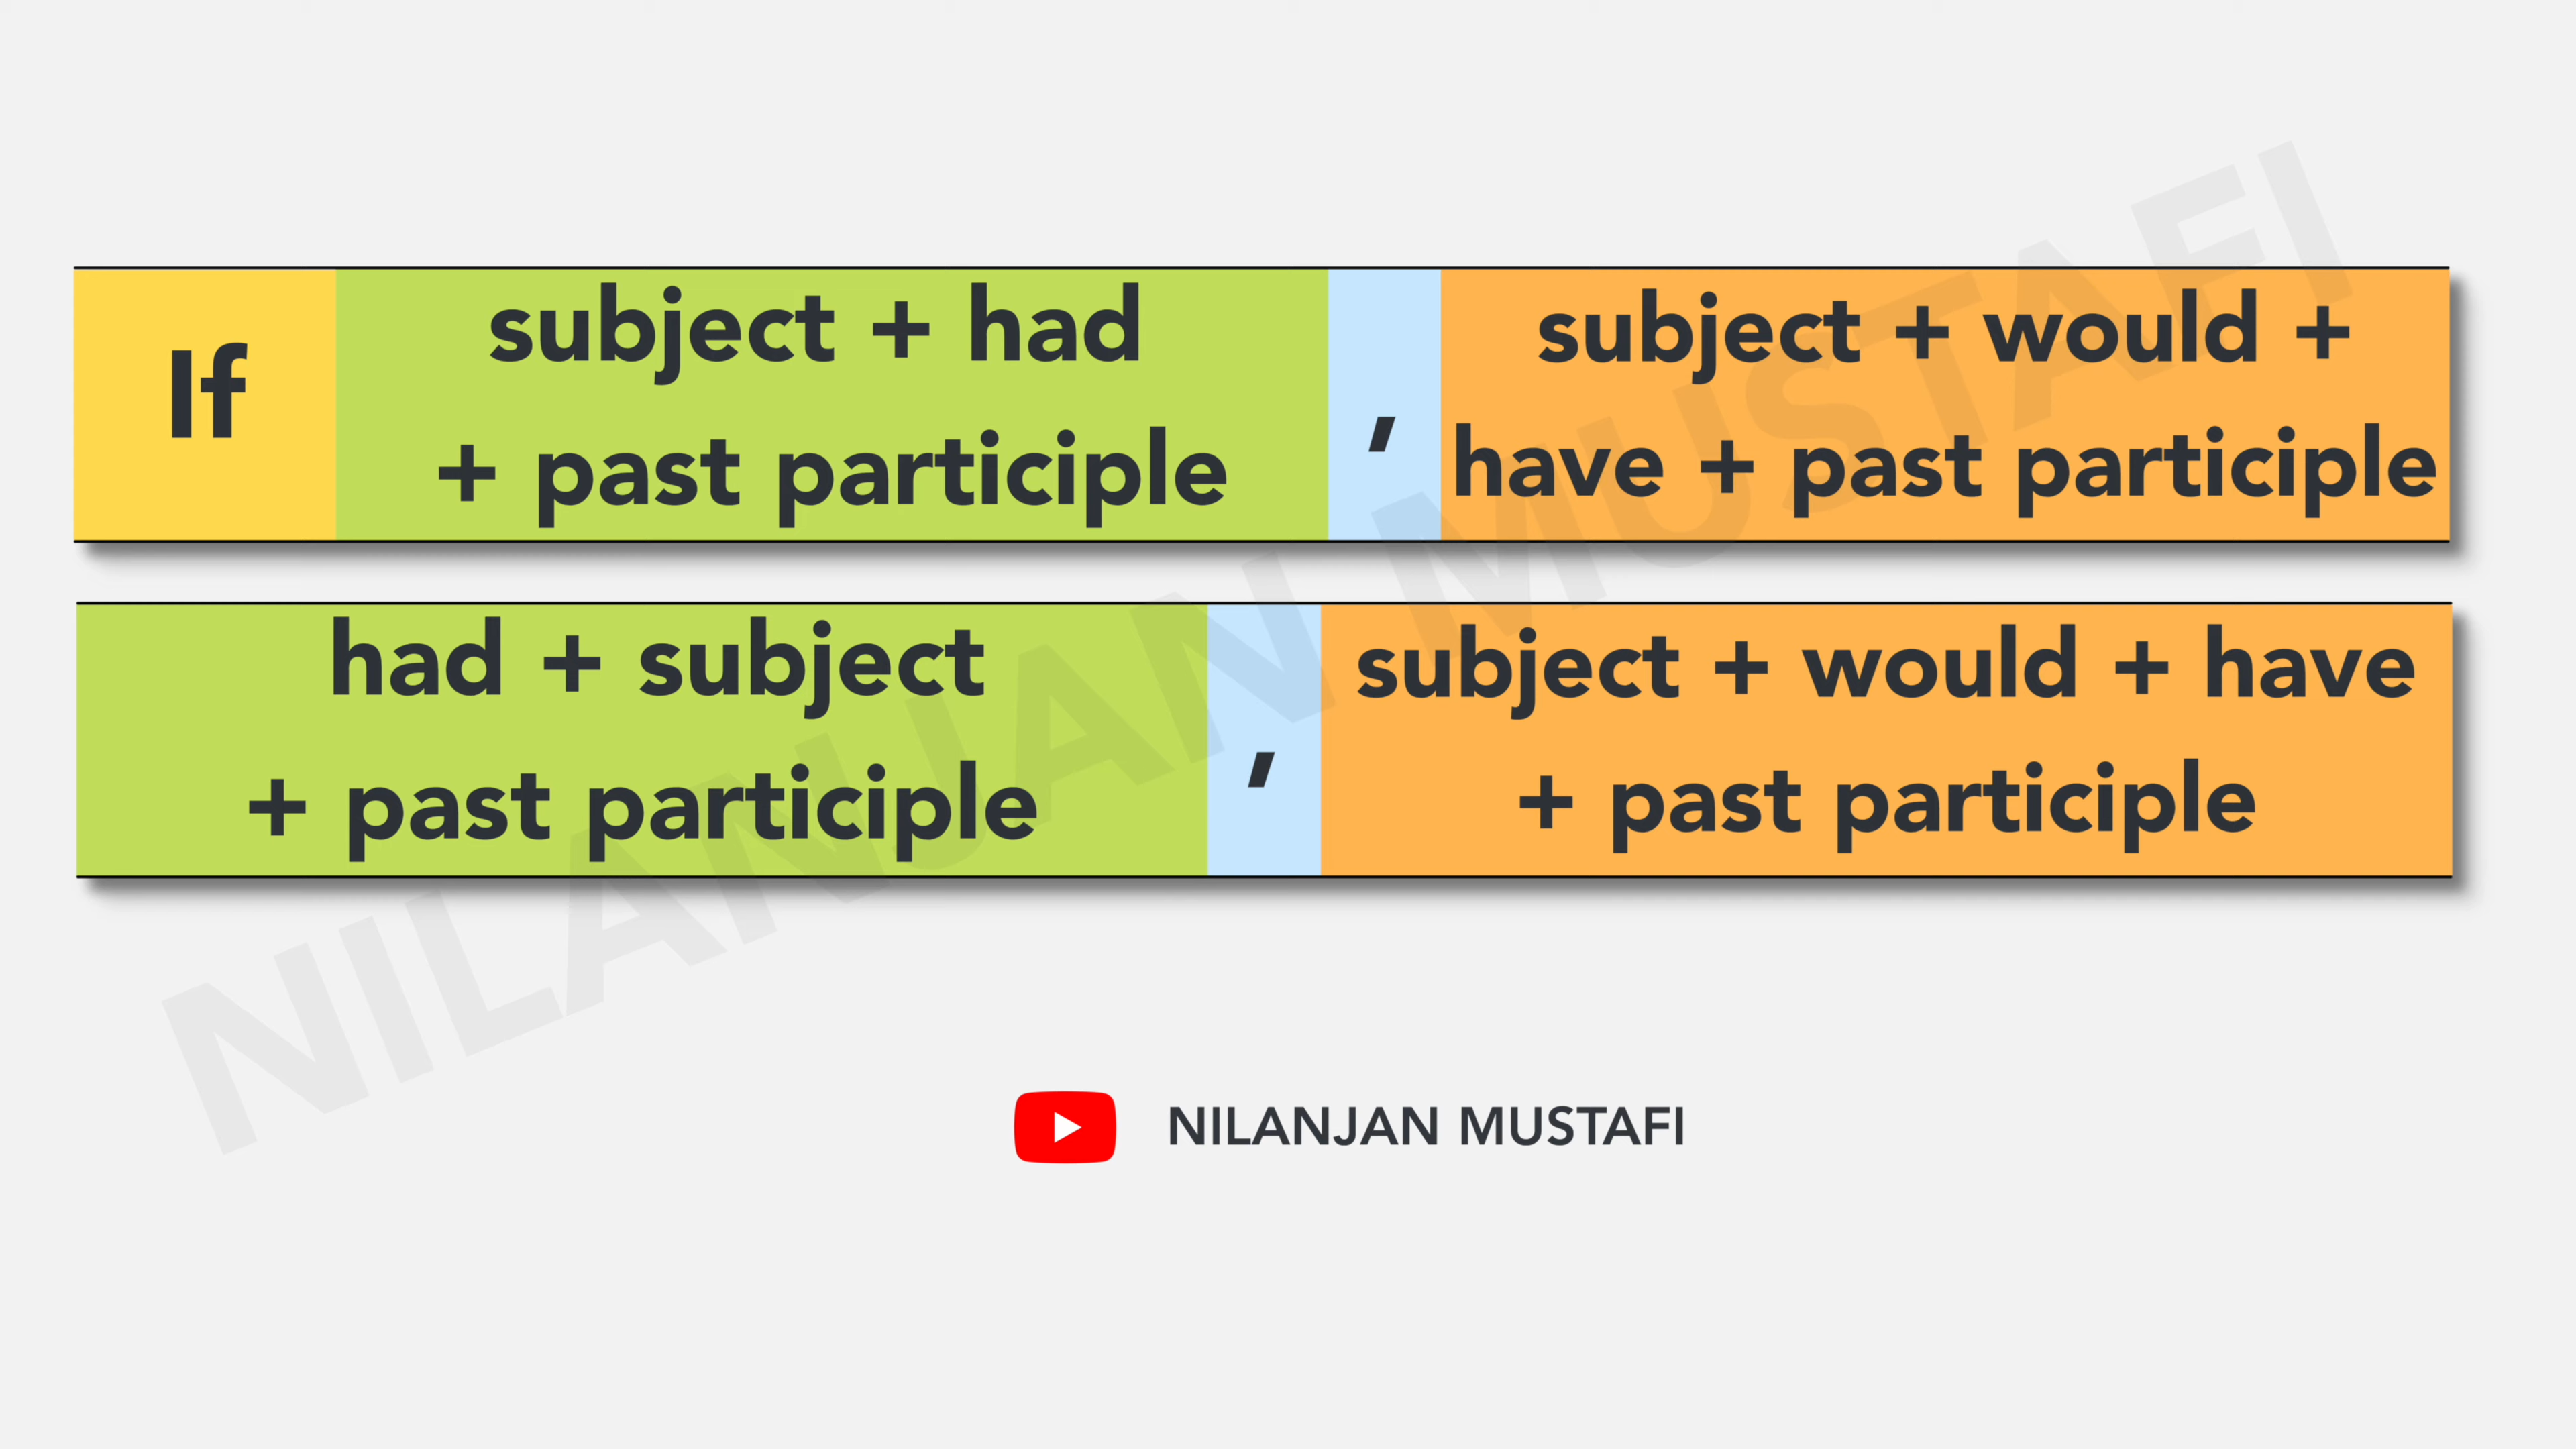 If
subject + had
+ past participle
,
subject + would +
have + past participle
had + subject
+ past participle
,
subject + would + have
+ past participle
NILANJAN MUSTAFI
NILANJAN MUSTAFI